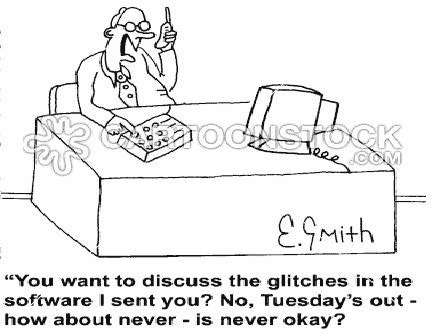 CARTOONSTOCK
.COM
E. Smith
"You want to discuss the glitches in the
software I sent you? No, Tuesday's out -
how about never - is never okay?